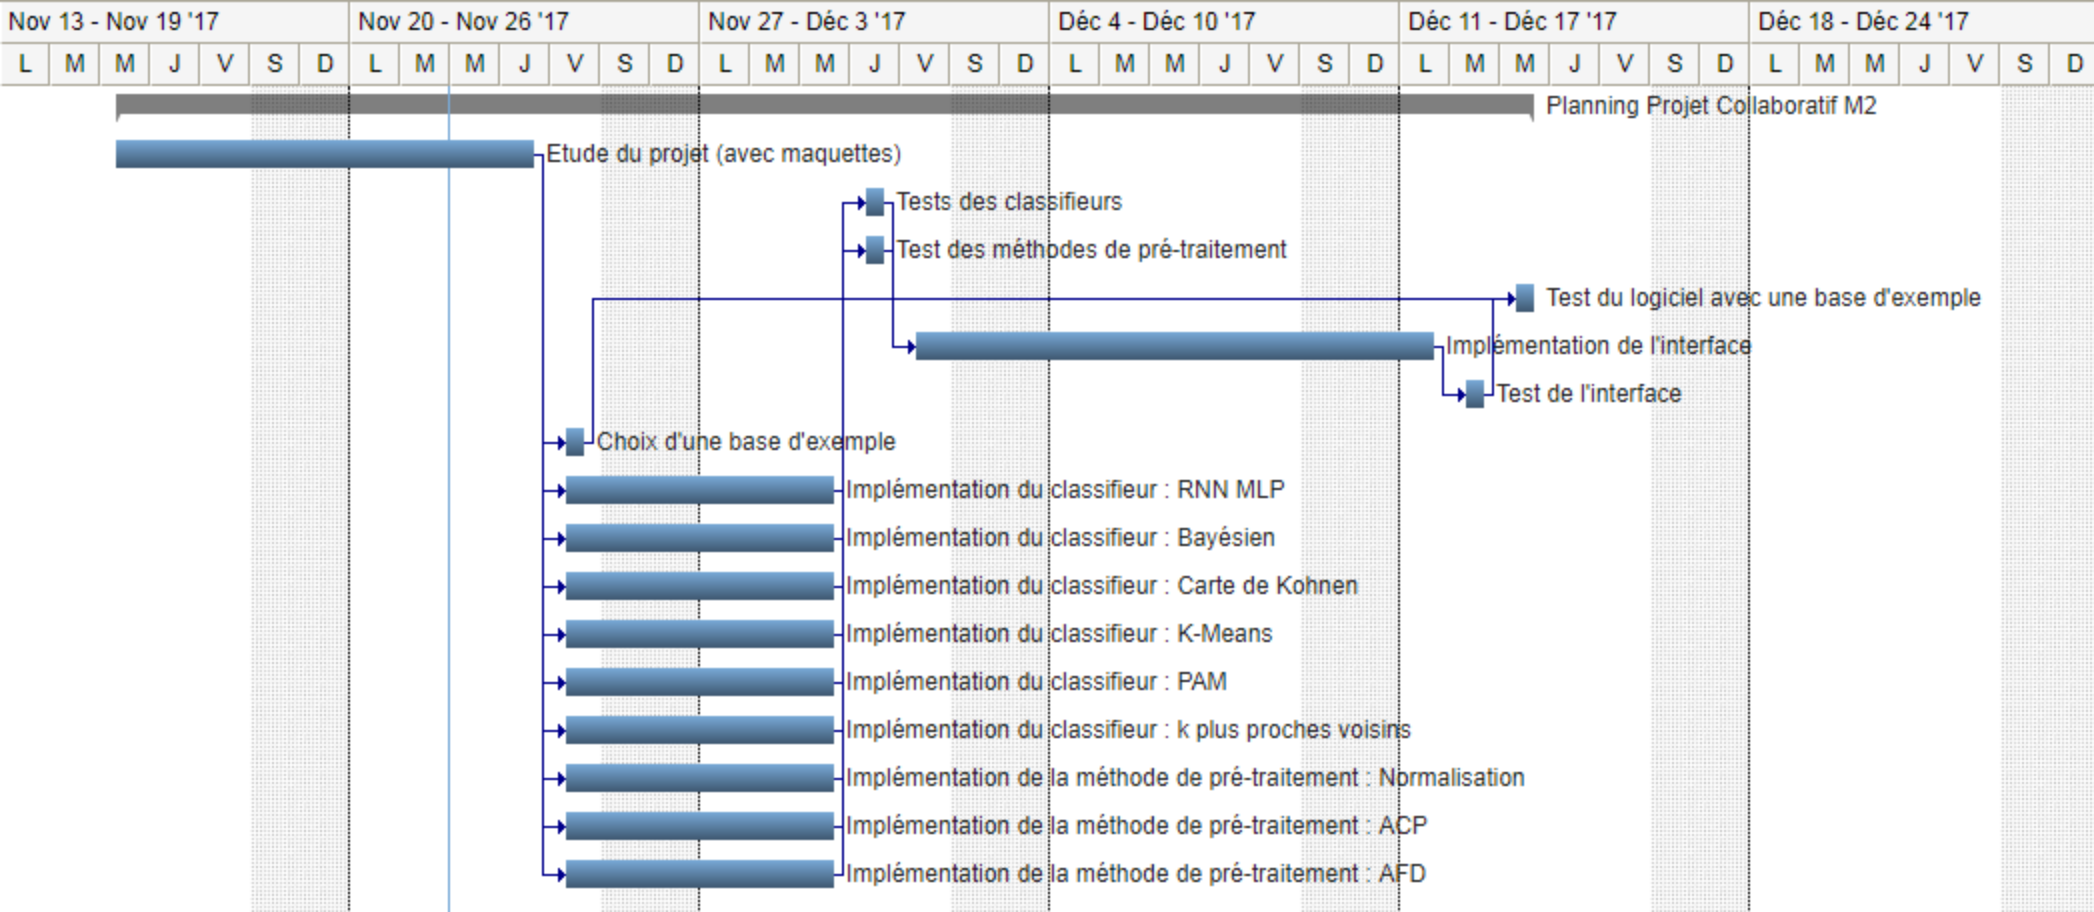 Nov 13 - Nov 19 '17 Nov 20 - Nov 26 '17 Nov 27 - Déc 3 '17 Déc 4 - Déc 10 '17 Déc 11 - Déc 17 '17 Déc 18 - Déc 24 '17
L M M J V S D L M M J V S D L M M J V S D L M M J V S D L M M J V S D L M M J V S D
Planning Projet Collaboratif M2
Etude du projet (avec maquettes)
Tests des classifieurs
Test des méthodes de pré-traitement
Test du logiciel avec une base d'exemple
Implémentation de l'interface
Test de l'interface
Choix d'une base d'exemple
Implémentation du classifieur : RNN MLP
Implémentation du classifieur : Bayésien
Implémentation du classifieur : Carte de Kohnen
Implémentation du classifieur : K-Means
Implémentation du classifieur : PAM
Implémentation du classifieur : k plus proches voisins
Implémentation de la méthode de pré-traitement : Normalisation
Implémentation de la méthode de pré-traitement : ACP
Implémentation de la méthode de pré-traitement : AFD